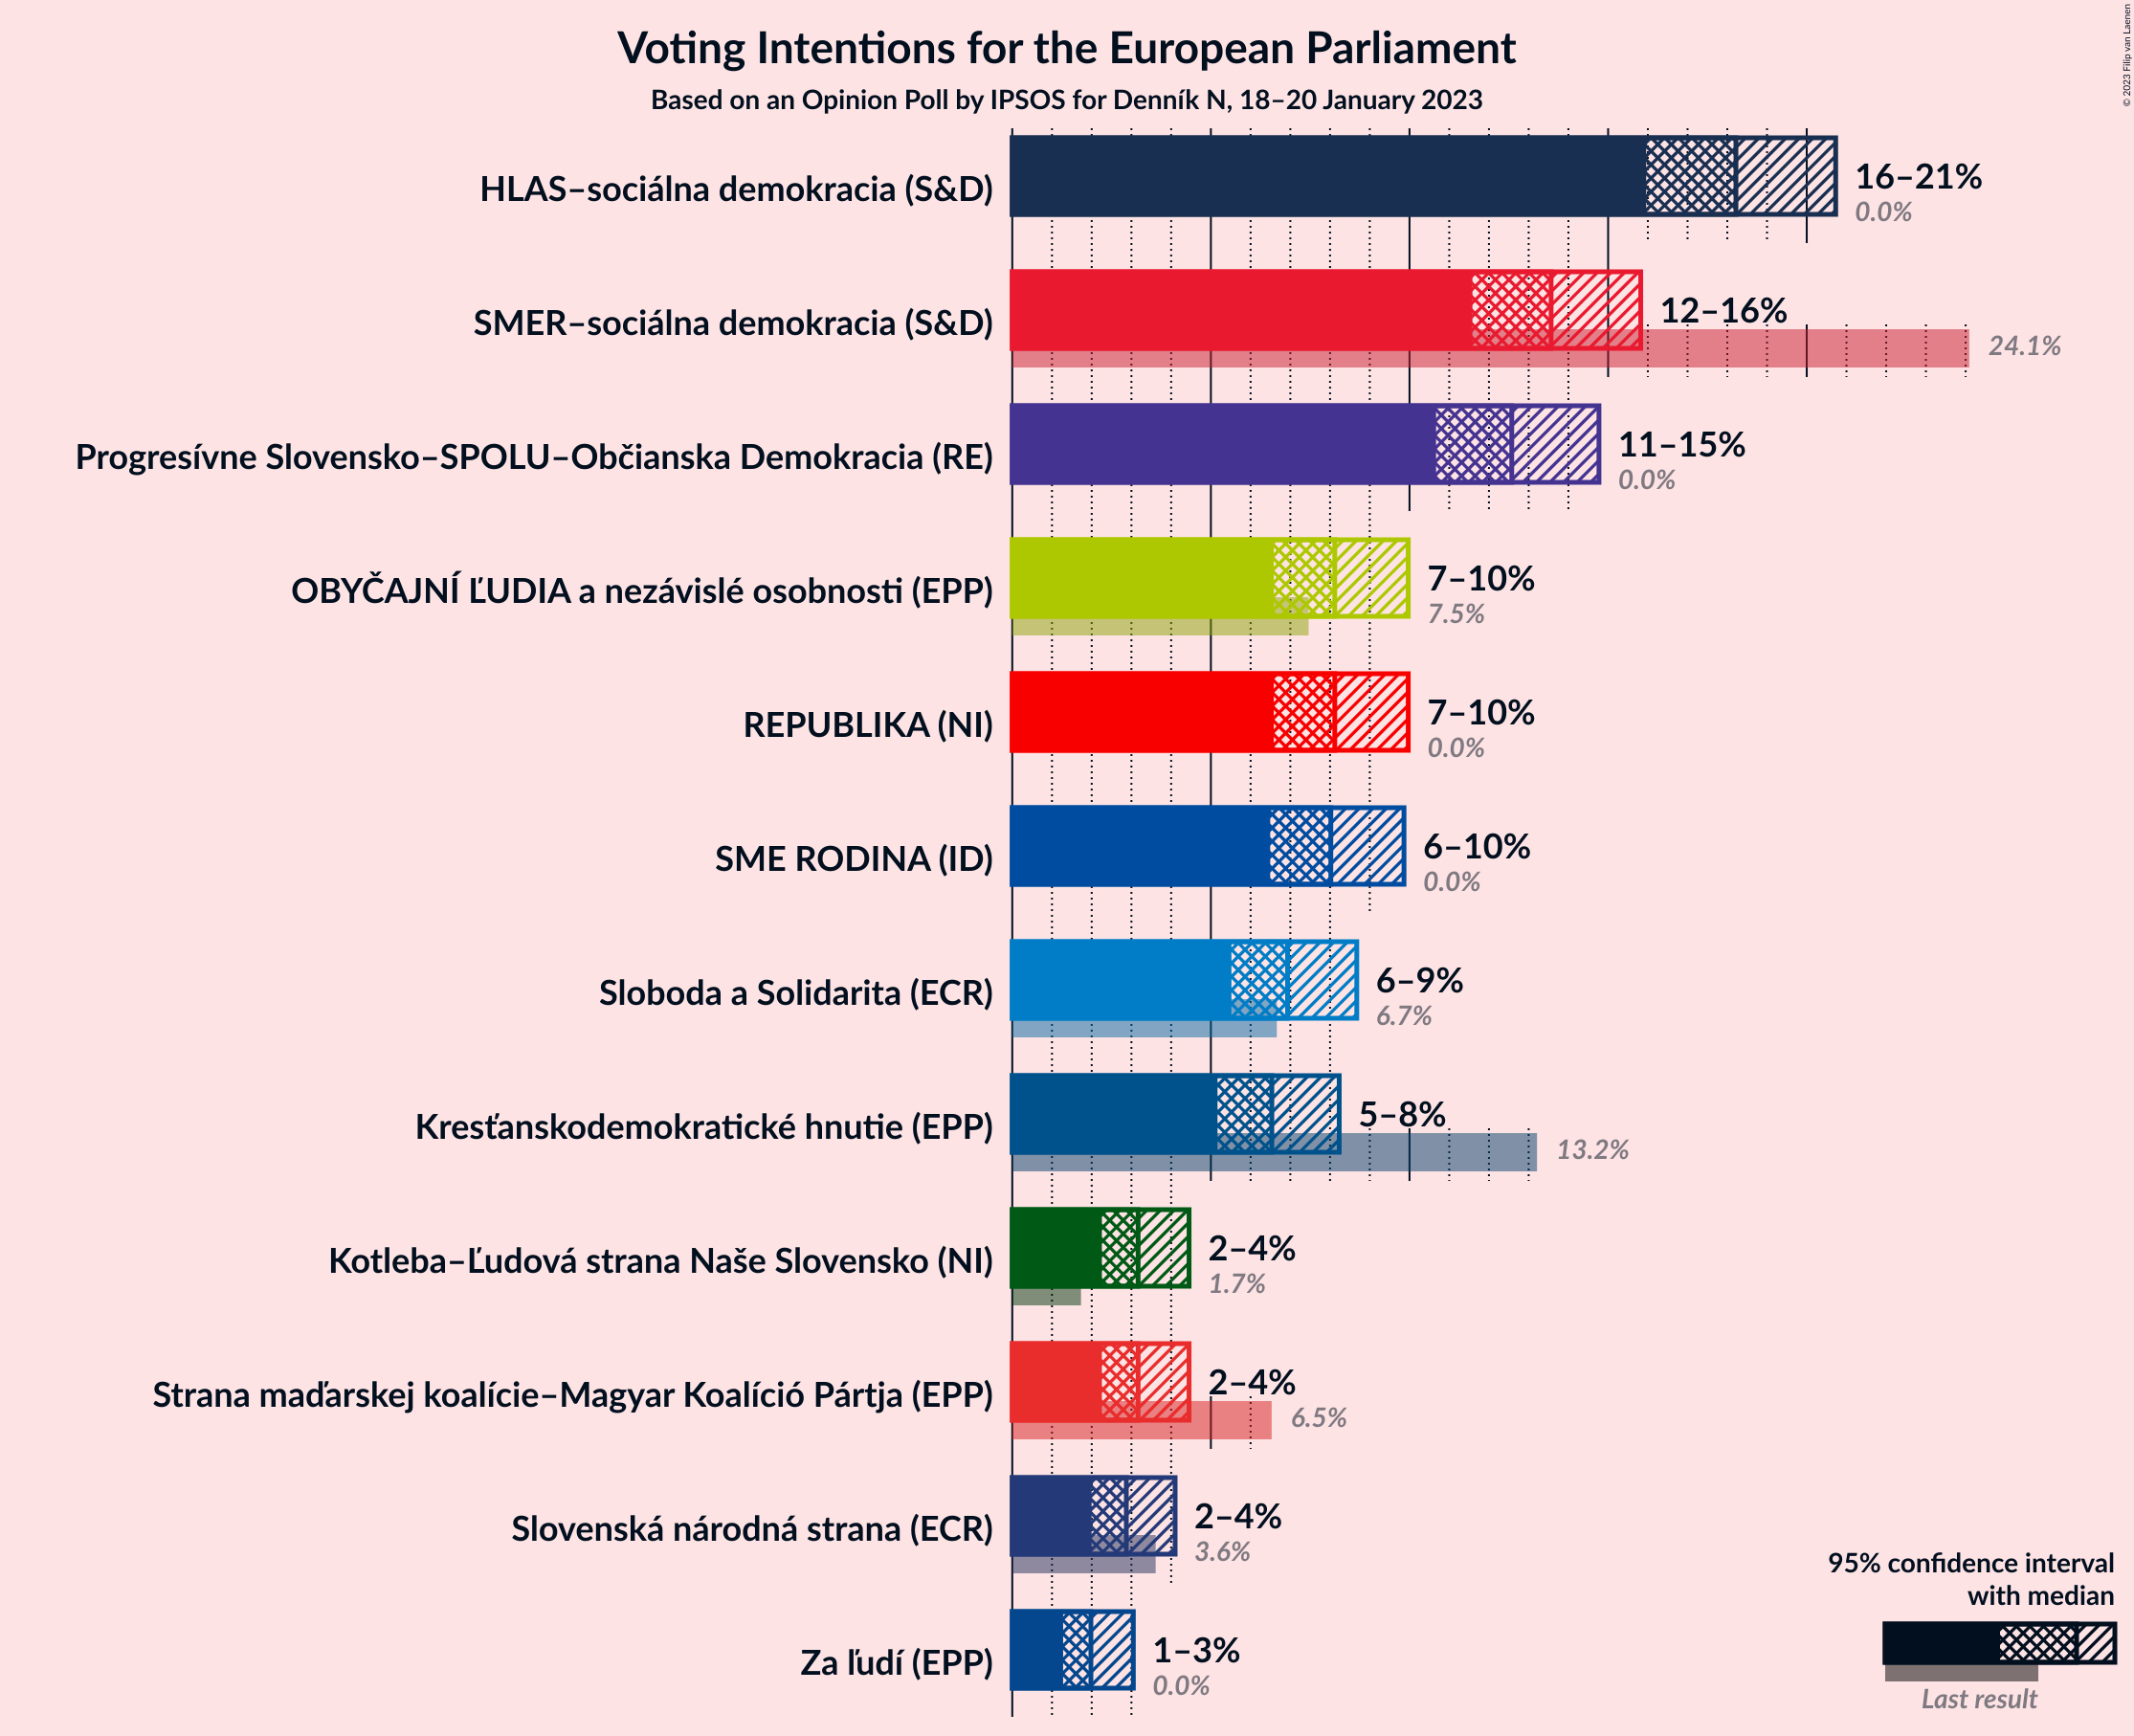 Voting Intentions for the European Parliament
Based on an Opinion Poll by IPSOS for Denník N, 18–20 January 2023
© 2023 Filip van Laenen
HLAS–sociálna demokracia (S&D)
16–21%
0.0%
SMER–sociálna demokracia (S&D)
12–16%
24.1%
Progresívne Slovensko–SPOLU–Občianska Demokracia (RE)
11–15%
0.0%
OBYČAJNÍ ĽUDIA a nezávislé osobnosti (EPP)
7–10%
7.5%
REPUBLIKA (NI)
7–10%
0.0%
SME RODINA (ID)
6–10%
0.0%
Sloboda a Solidarita (ECR)
6–9%
6.7%
Kresťanskodemokratické hnutie (EPP)
5–8%
13.2%
Kotleba–Ľudová strana Naše Slovensko (NI)
2–4%
1.7%
Strana maďarskej koalície–Magyar Koalíció Pártja (EPP)
2–4%
6.5%
Slovenská národná strana (ECR)
2–4%
3.6%
Za ľudí (EPP)
1–3%
0.0%
95% confidence interval
with median
Last result